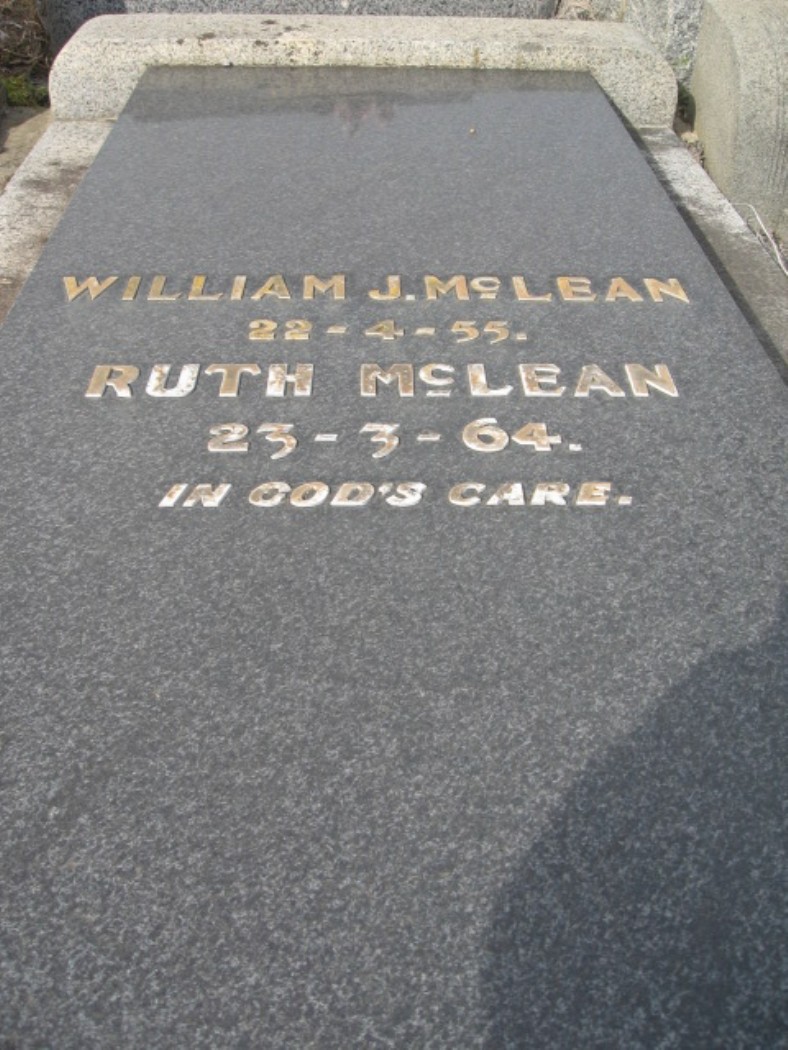 WILLIAM J. McLEAN
22-4-55.
RUTH McLEAN
23-3-64.
IN GOD'S CARE.